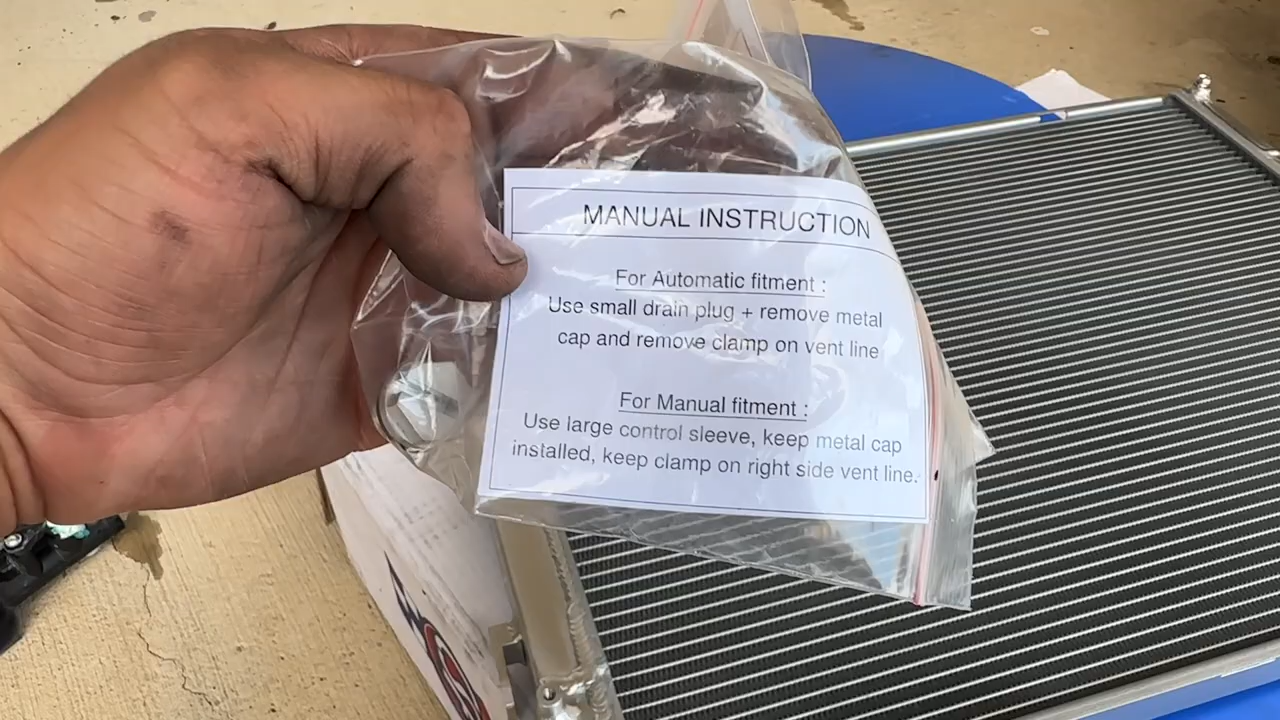 MANUAL INSTRUCTION
For Automatic fitment :
Use small drain plug + remove metal
cap and remove clamp on vent line
For Manual fitment :
Use large control sleeve, keep metal cap
installed, keep clamp on right side vent line.